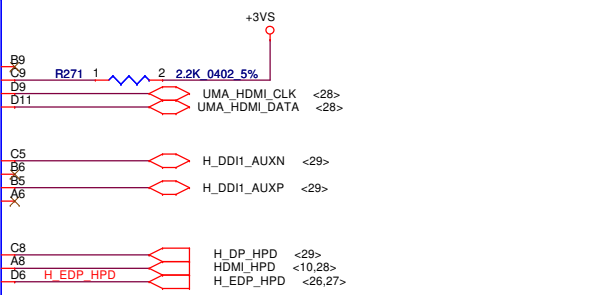 +3VS
B9
C9 R271 1 2 2.2K_0402_5%
D9 UMA_HDMI_CLK <28>
D11 UMA_HDMI_DATA <28>
C5 H_DDI1_AUXN <29>
B6
B5 H_DDI1_AUXP <29>
A6
C8 H_DP_HPD <29>
A8 HDMI_HPD <10,28>
D6 H_EDP_HPD H_EDP_HPD <26,27>